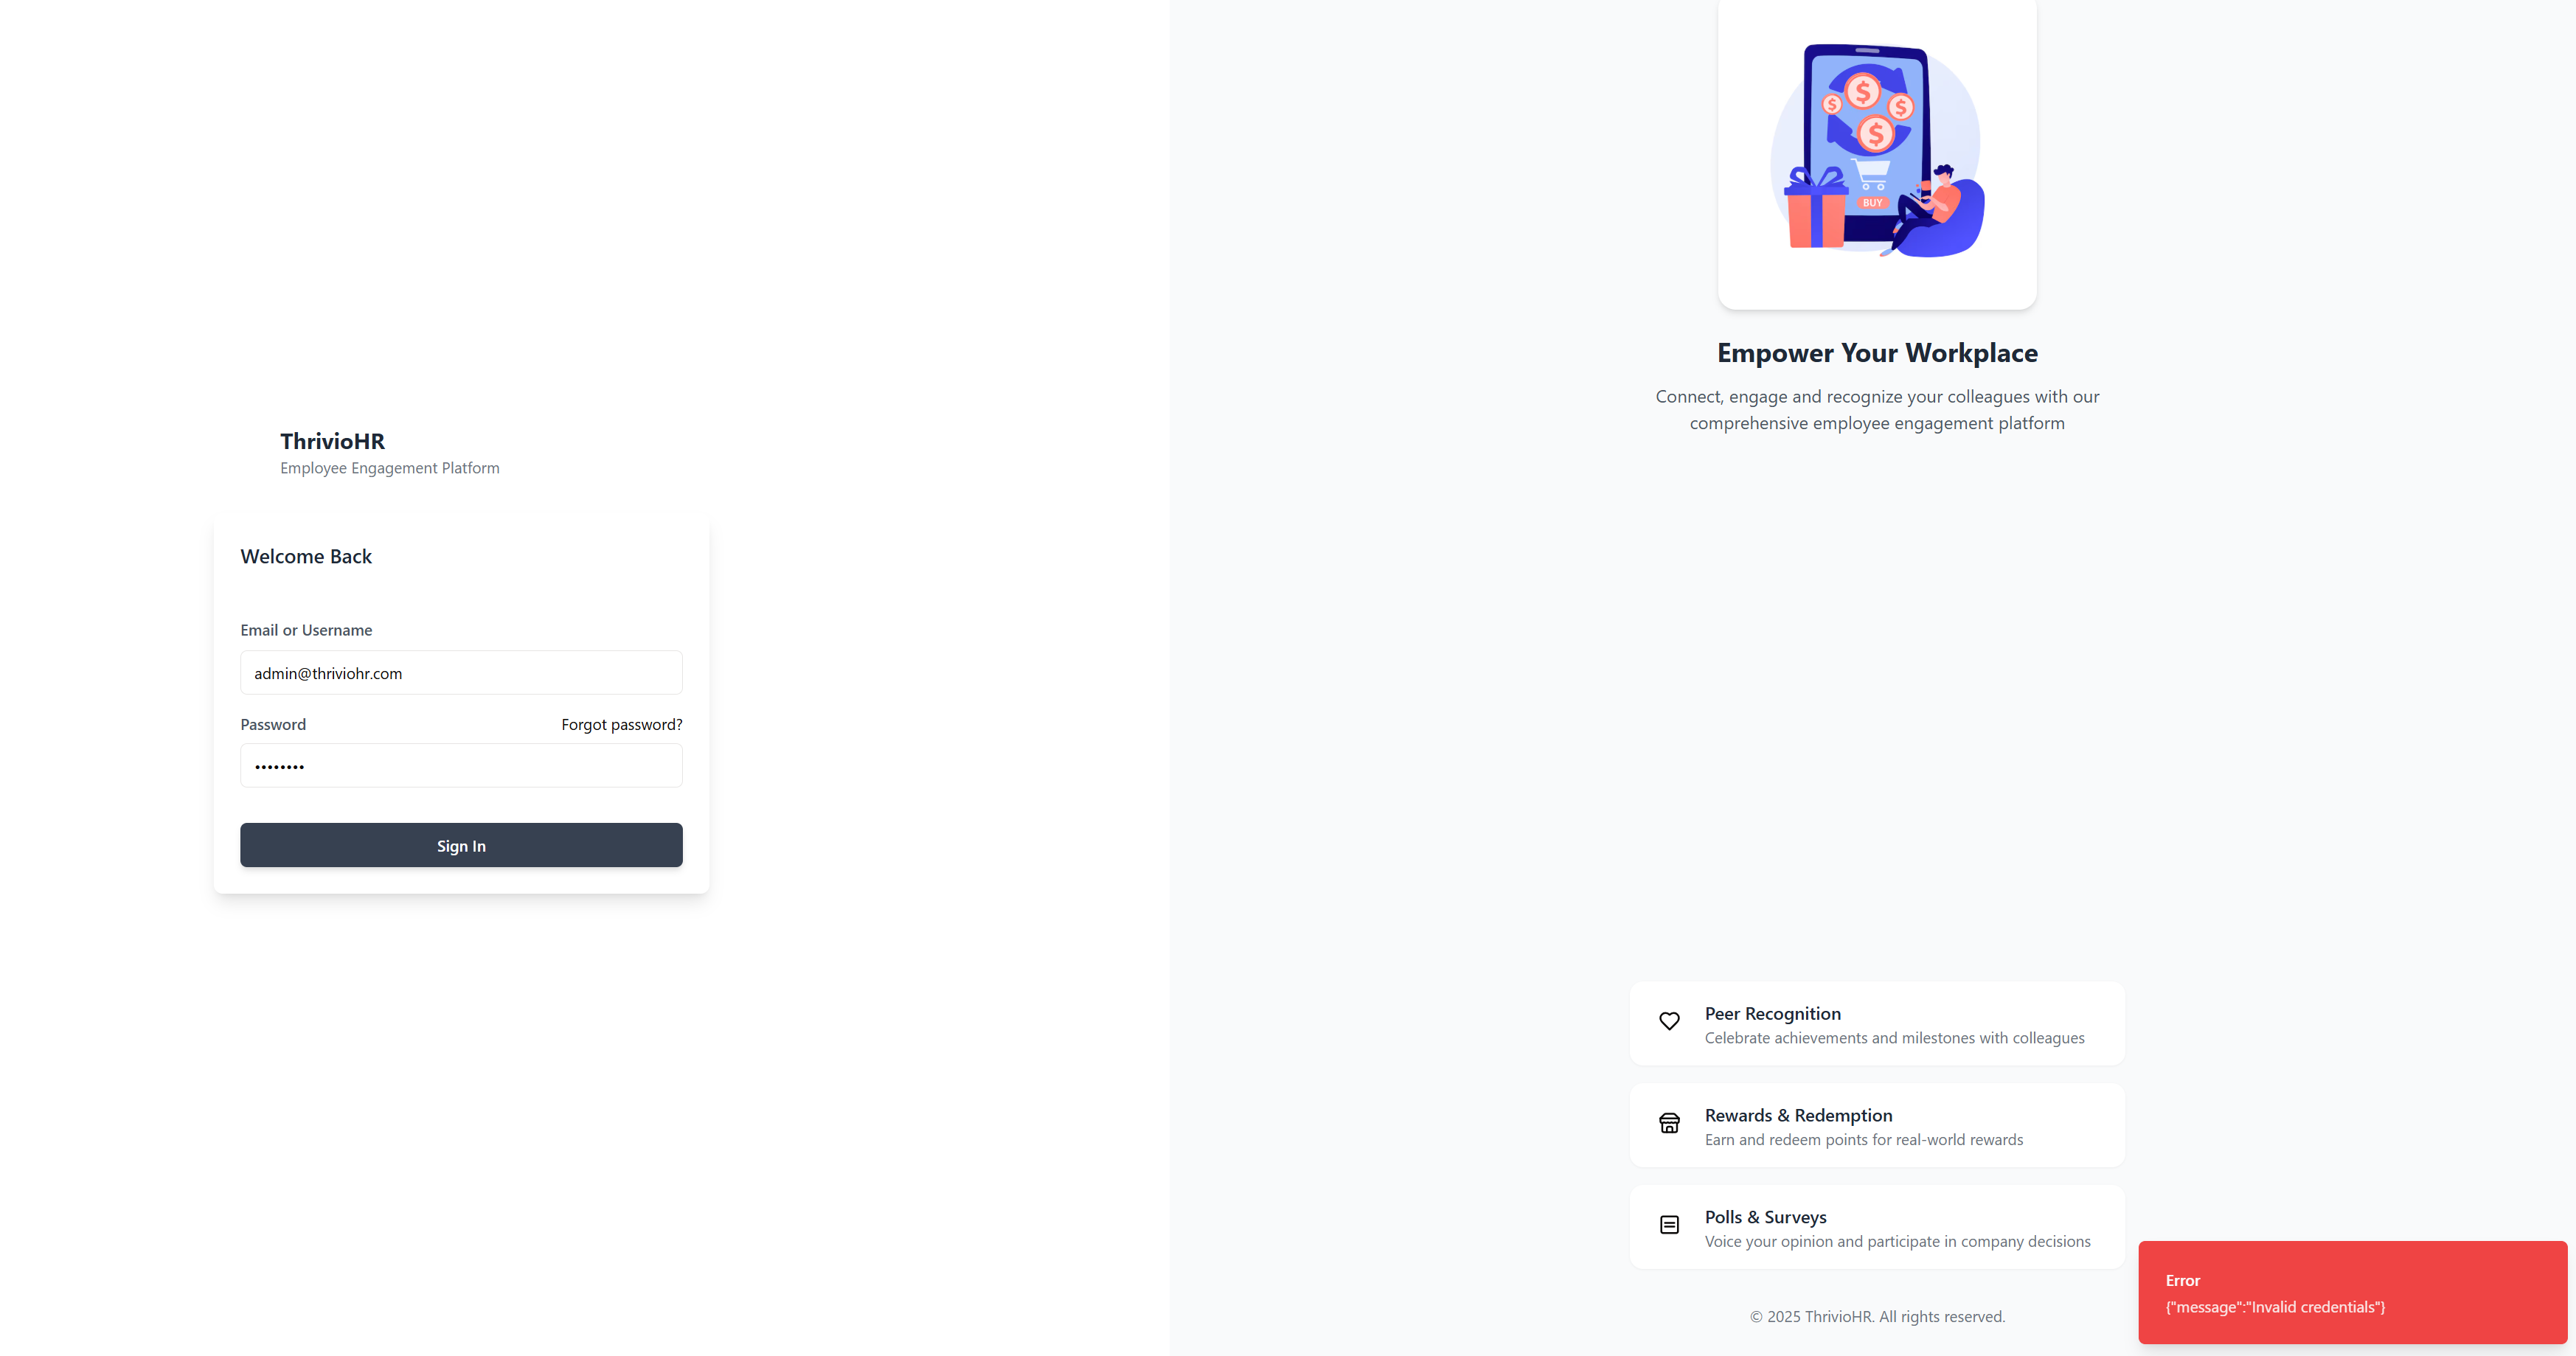 ThrivioHR
Employee Engagement Platform
Welcome Back
Email or Username
admin@thriviohr.com
Password
Forgot password?
••••••••
Sign In
$
$
$
$
BUY
Empower Your Workplace
Connect, engage and recognize your colleagues with our
comprehensive employee engagement platform
Peer Recognition
Celebrate achievements and milestones with colleagues
Rewards & Redemption
Earn and redeem points for real-world rewards
Polls & Surveys
Voice your opinion and participate in company decisions
© 2025 ThrivioHR. All rights reserved.
Error
{"message":"Invalid credentials"}